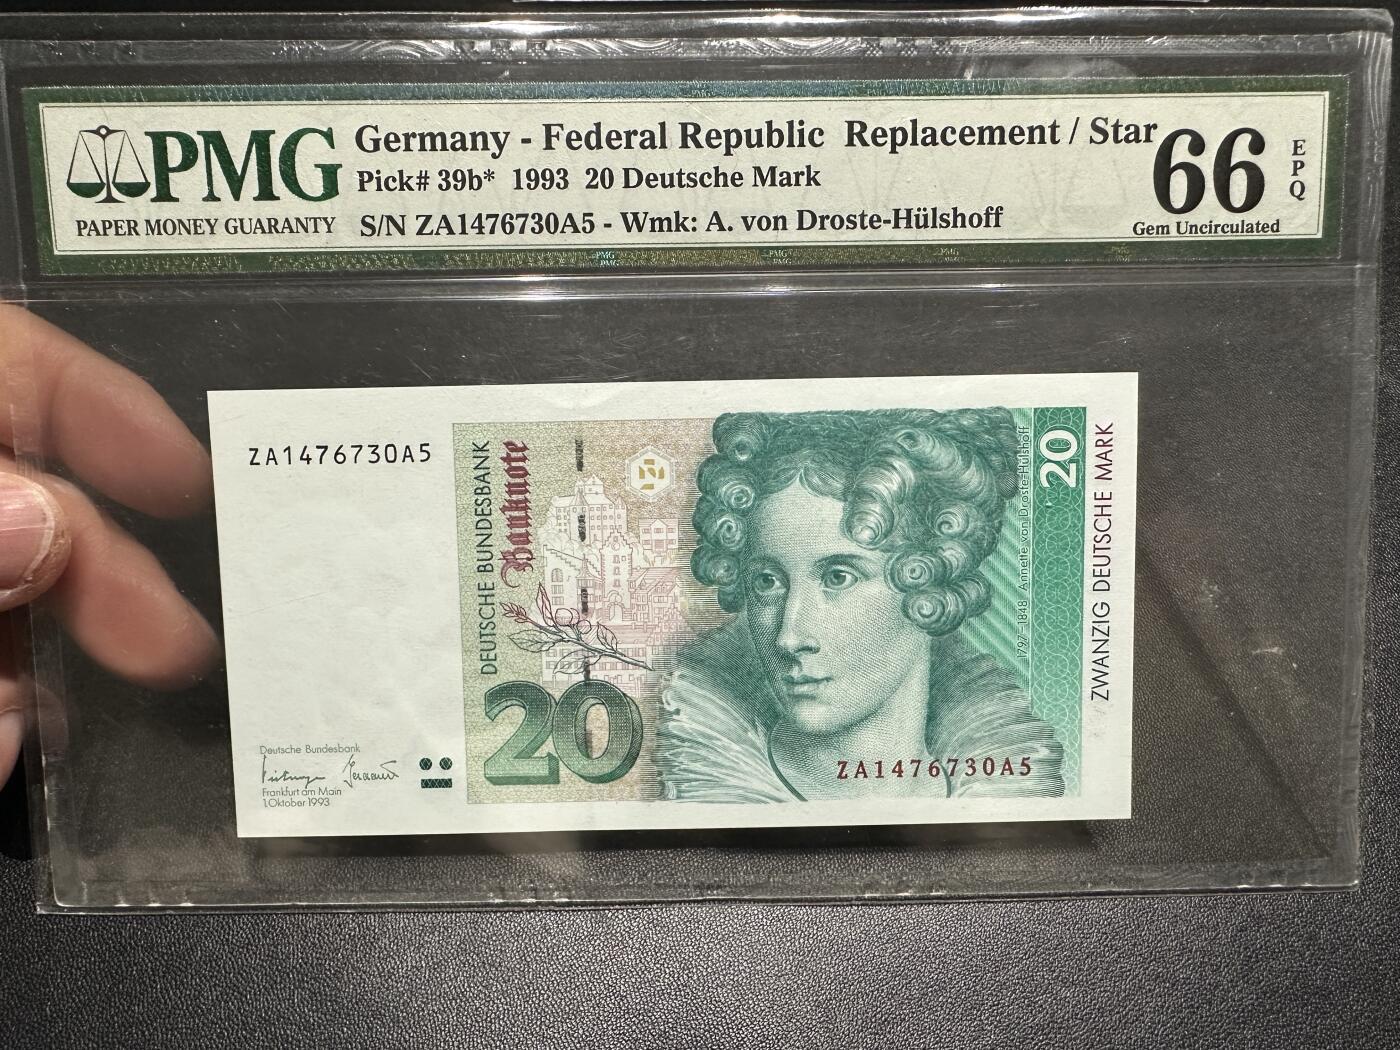 PMG
PAPER MONEY GUARANTY
Germany - Federal Republic Replacement / Star
Pick# 39b* 1993 20 Deutsche Mark
S/N ZA1476730A5 - Wmk: A. von Droste-Hülshoff
66
EPQ
Gem Uncirculated
ZA1476730A5
DEUTSCHE BUNDESBANK
Banknote
20
Deutsche Bundesbank
Frankfurt am Main
1.Oktober 1993
1797-1848 Annette von Droste-Hülshoff
20
ZWANZIG DEUTSCHE MARK
ZA1476730A5